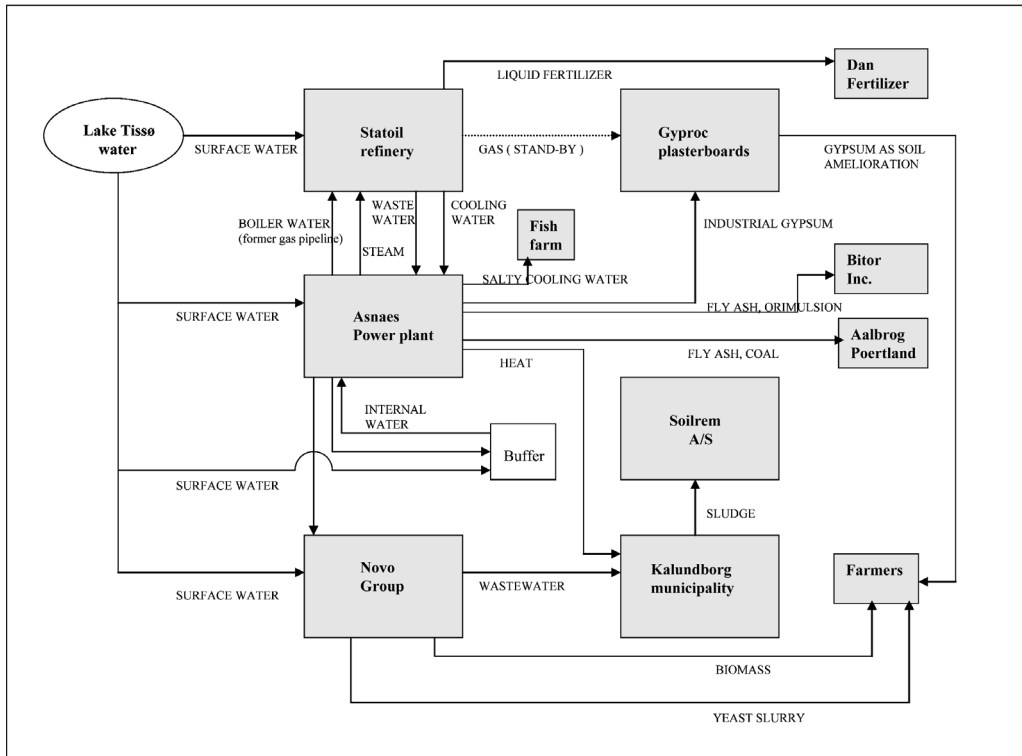 LIQUID FERTILIZER
Dan
Fertilizer
Lake Tissø
water
SURFACE WATER
Statoil
refinery
GAS ( STAND-BY )
Gyproc
plasterboards
GYPSUM AS SOIL
AMELIORATION
BOILER WATER
(former gas pipeline)
STEAM
WASTE
WATER
COOLING
WATER
Fish
farm
INDUSTRIAL GYPSUM
SALTY COOLING WATER
Bitor
Inc.
SURFACE WATER
Asnaes
Power plant
FLY ASH, ORIMULSION
Aalbrog
Poertland
FLY ASH, COAL
HEAT
INTERNAL
WATER
Buffer
Soilrem
A/S
SURFACE WATER
SLUDGE
Novo
Group
SURFACE WATER
WASTEWATER
Kalundborg
municipality
Farmers
BIOMASS
YEAST SLURRY